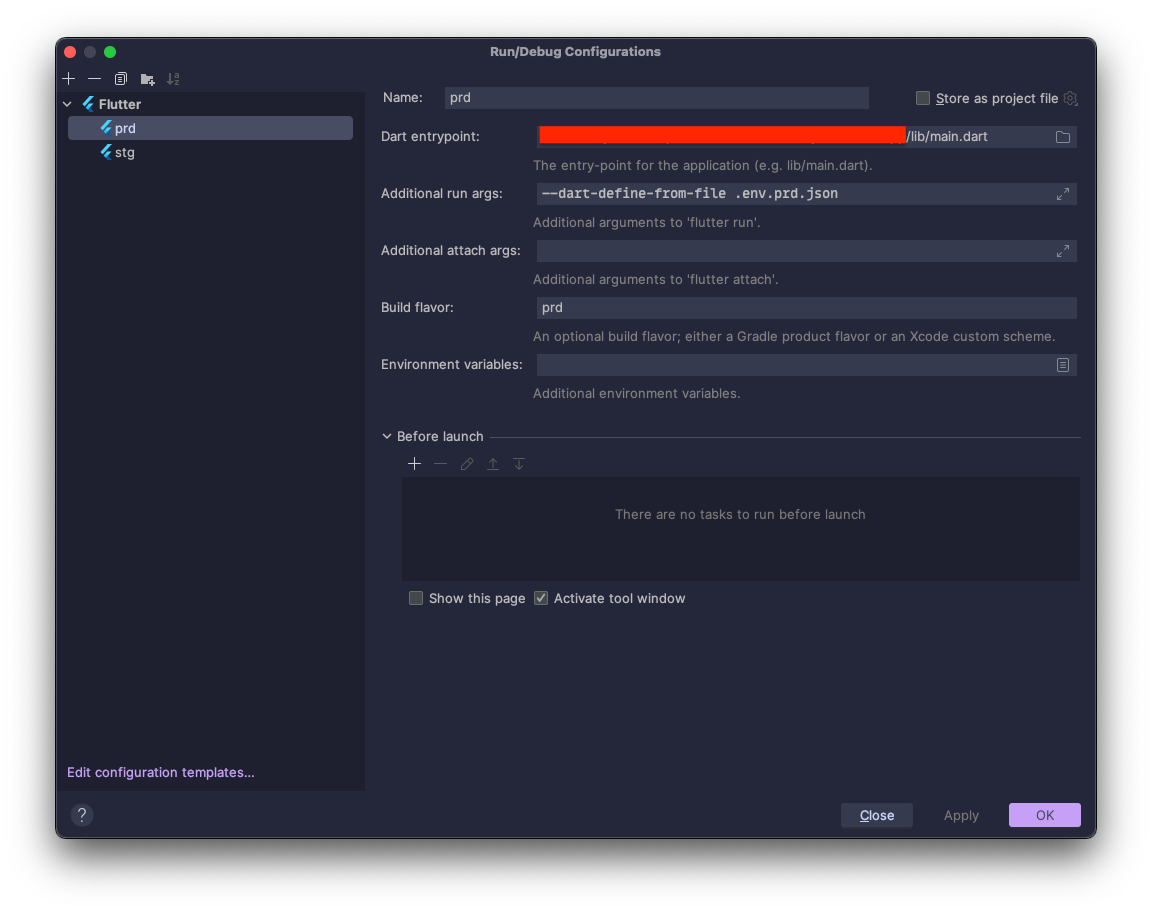 Run/Debug Configurations
Flutter
prd
stg
Name: prd
Store as project file
Dart entrypoint: /lib/main.dart
The entry-point for the application (e.g. lib/main.dart).
Additional run args: --dart-define-from-file .env.prd.json
Additional arguments to 'flutter run'.
Additional attach args:
Additional arguments to 'flutter attach'.
Build flavor: prd
An optional build flavor; either a Gradle product flavor or an Xcode custom scheme.
Environment variables:
Additional environment variables.
Before launch
There are no tasks to run before launch
Show this page Activate tool window
Edit configuration templates...
? Close Apply OK